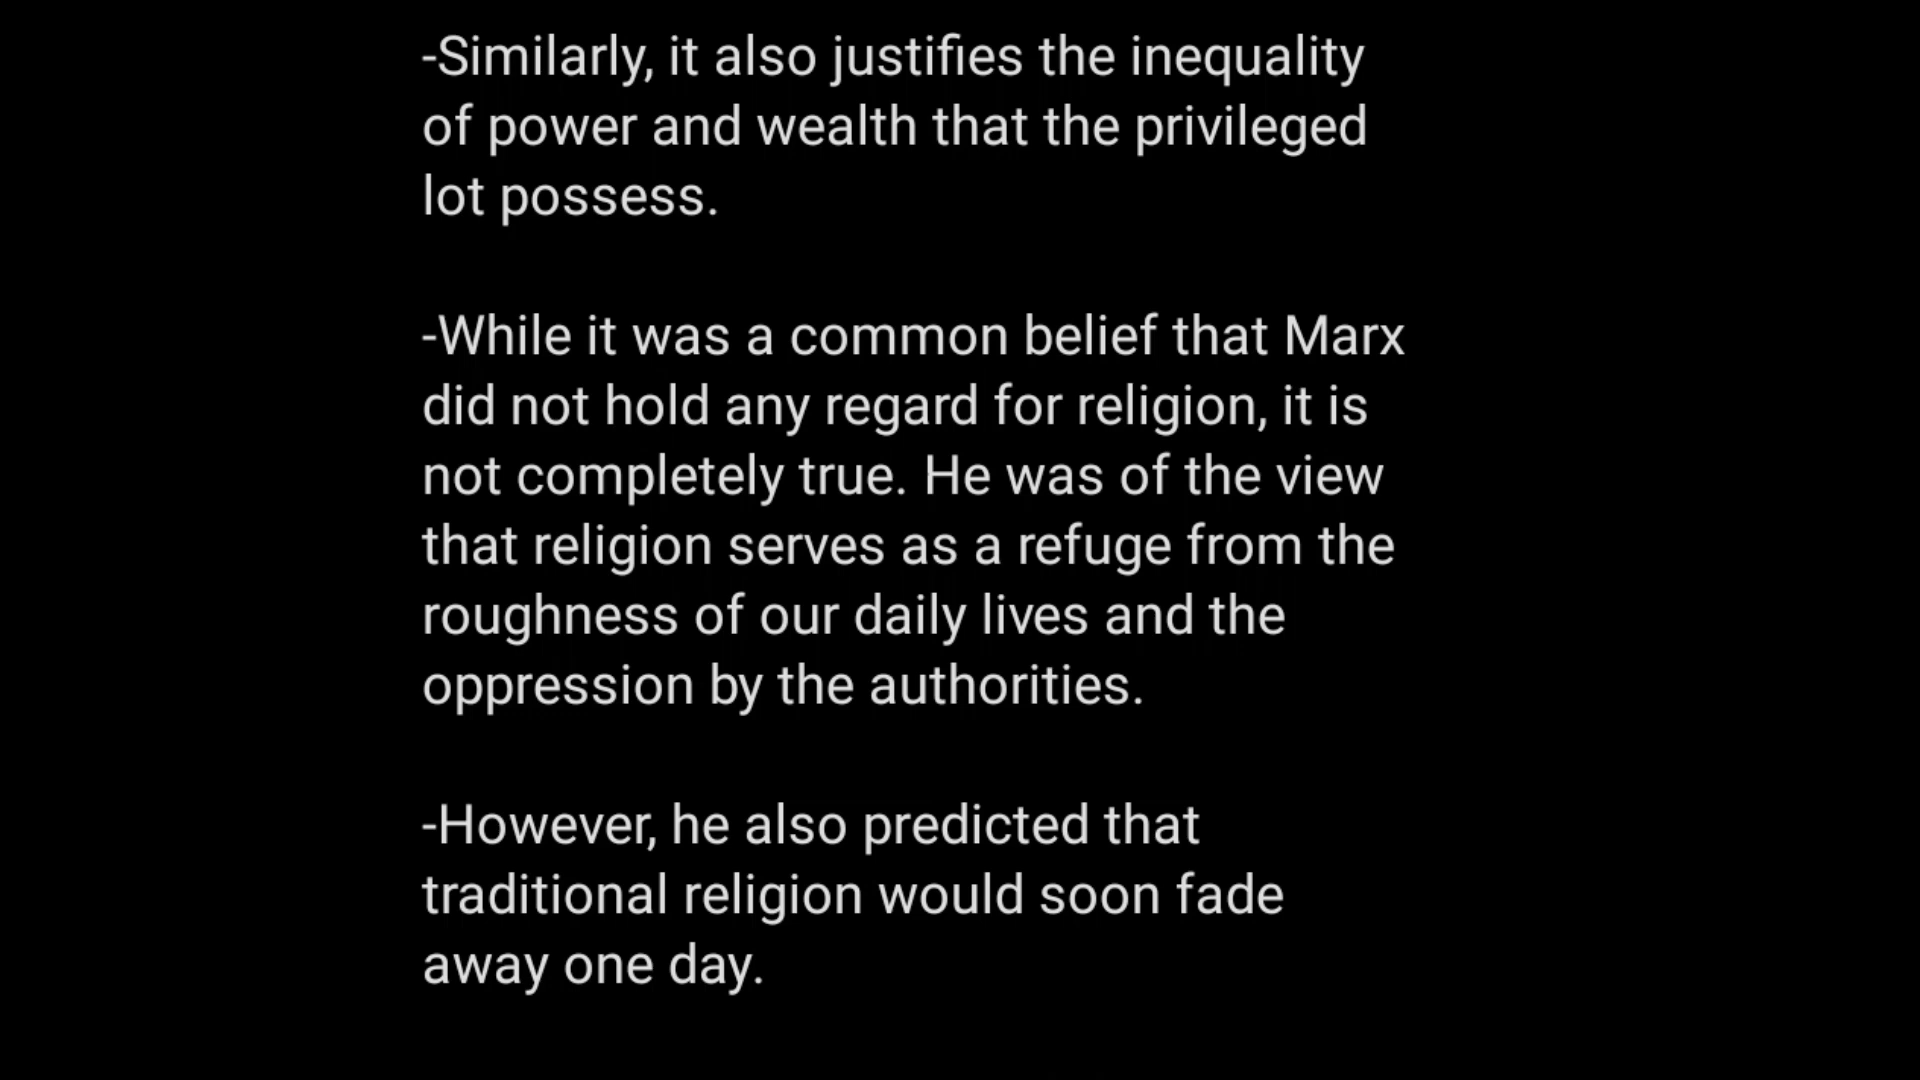 -Similarly, it also justifies the inequality
of power and wealth that the privileged
lot possess.
-While it was a common belief that Marx
did not hold any regard for religion, it is
not completely true. He was of the view
that religion serves as a refuge from the
roughness of our daily lives and the
oppression by the authorities.
-However, he also predicted that
traditional religion would soon fade
away one day.